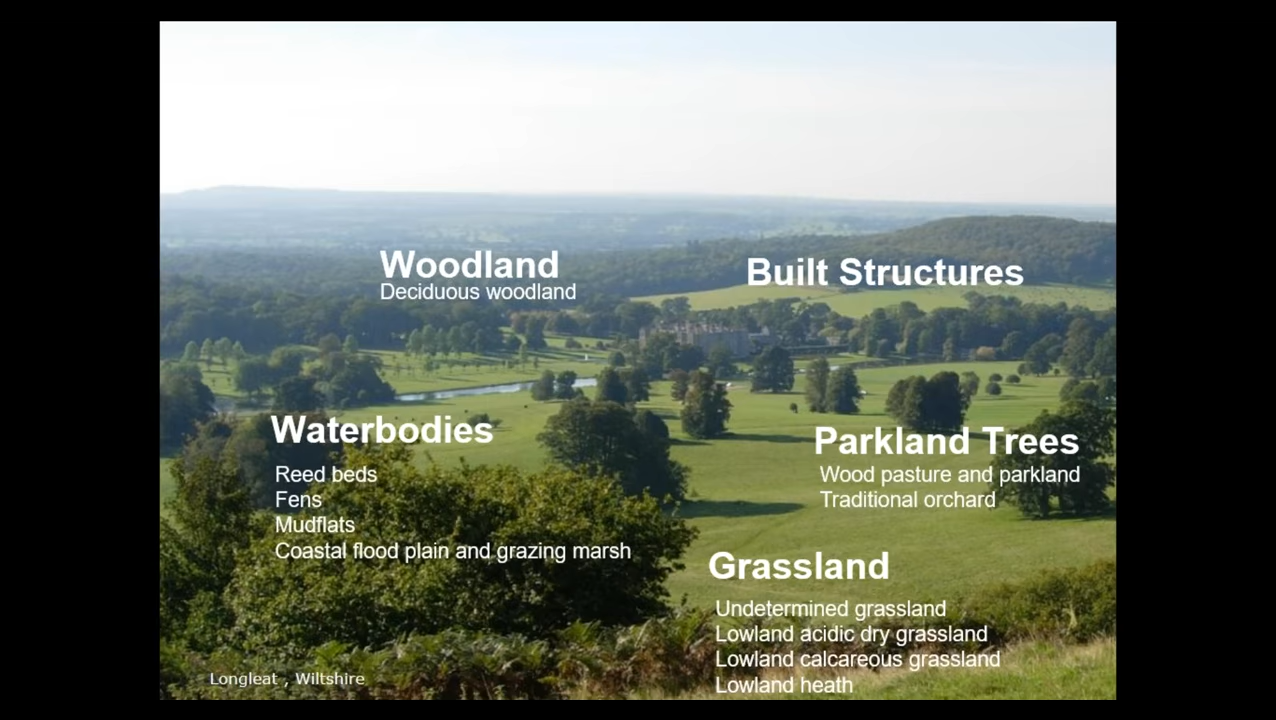 Woodland
Deciduous woodland
Built Structures
Waterbodies
Reed beds
Fens
Mudflats
Coastal flood plain and grazing marsh
Parkland Trees
Wood pasture and parkland
Traditional orchard
Grassland
Undetermined grassland
Lowland acidic dry grassland
Lowland calcareous grassland
Lowland heath
Longleat , Wiltshire